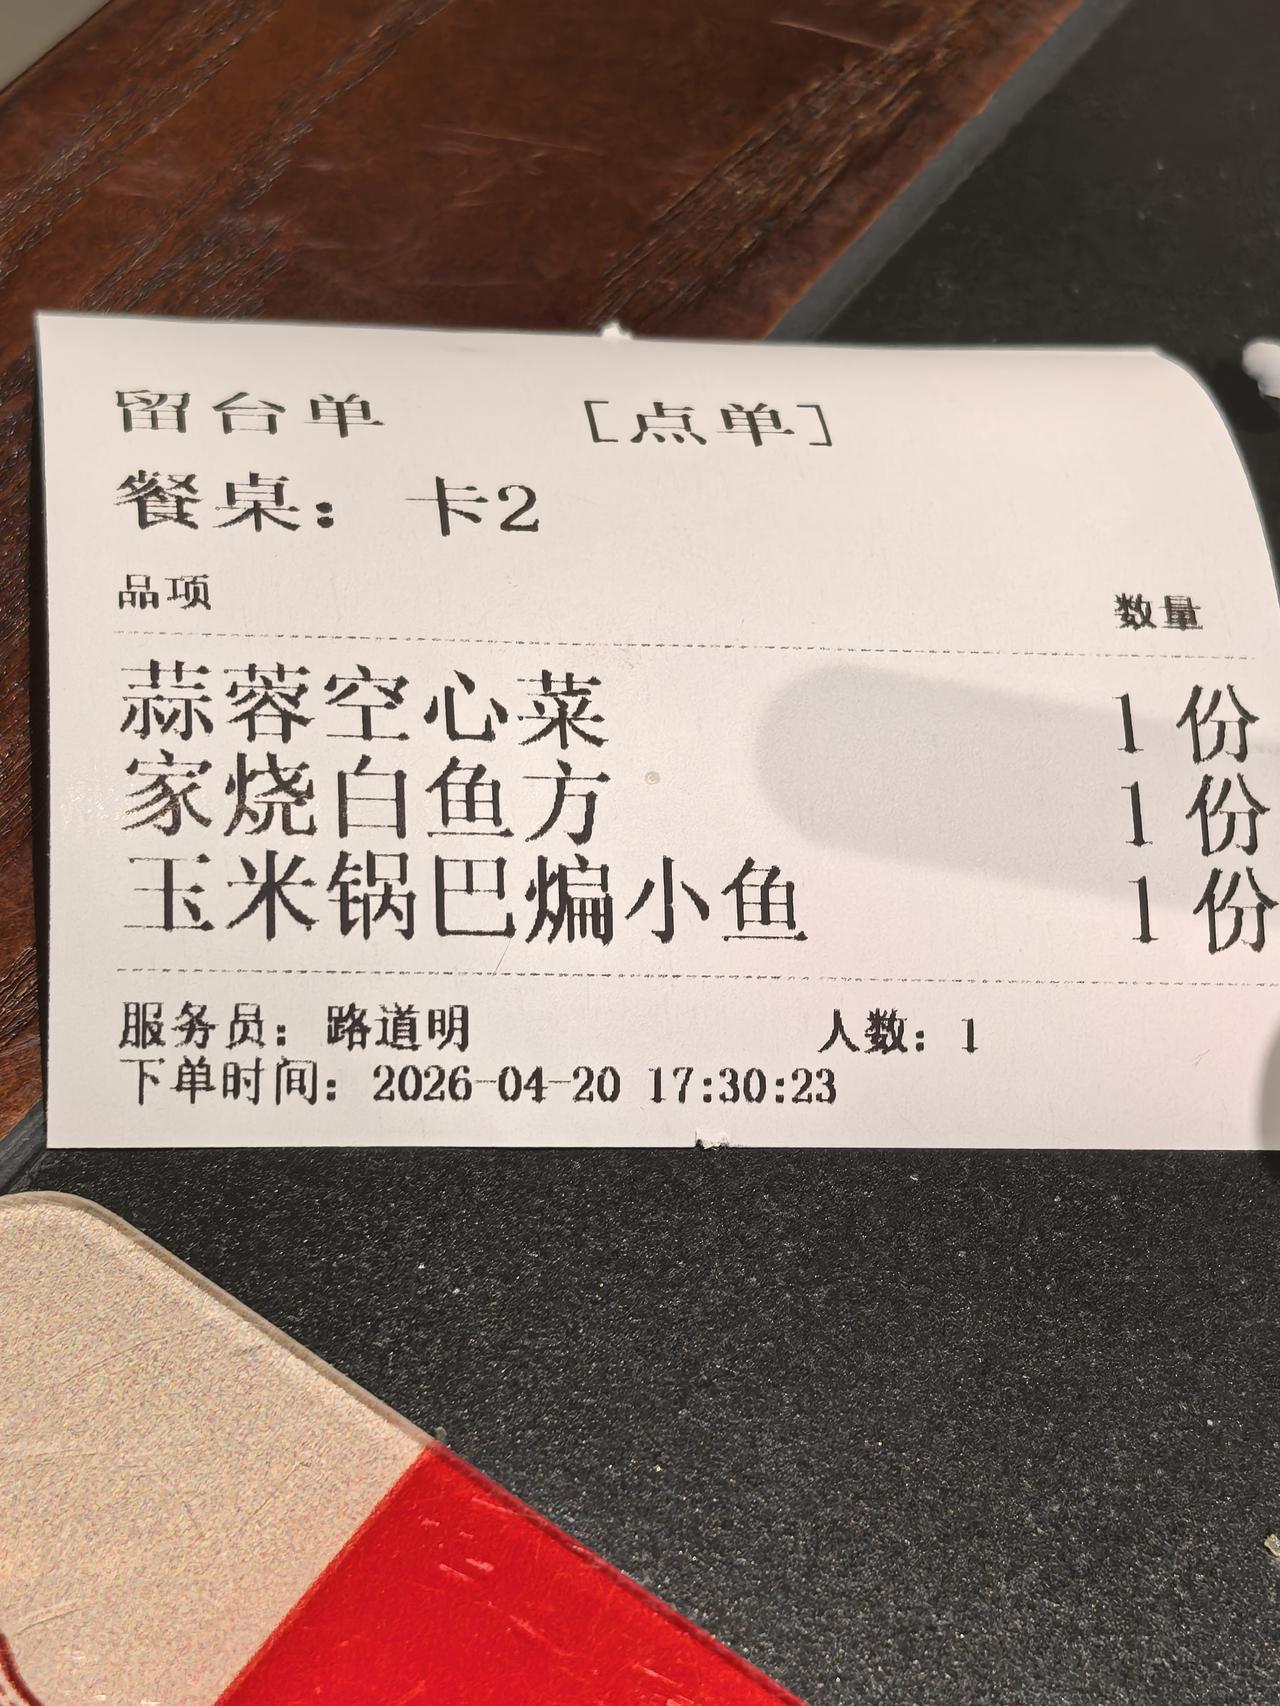 留台单 [点单]
餐桌： 卡2
品项 数量
蒜蓉空心菜 1 份
家烧白鱼方 1 份
玉米锅巴煸小鱼 1 份
服务员：路道明 人数：1
下单时间：2026-04-20 17:30:23